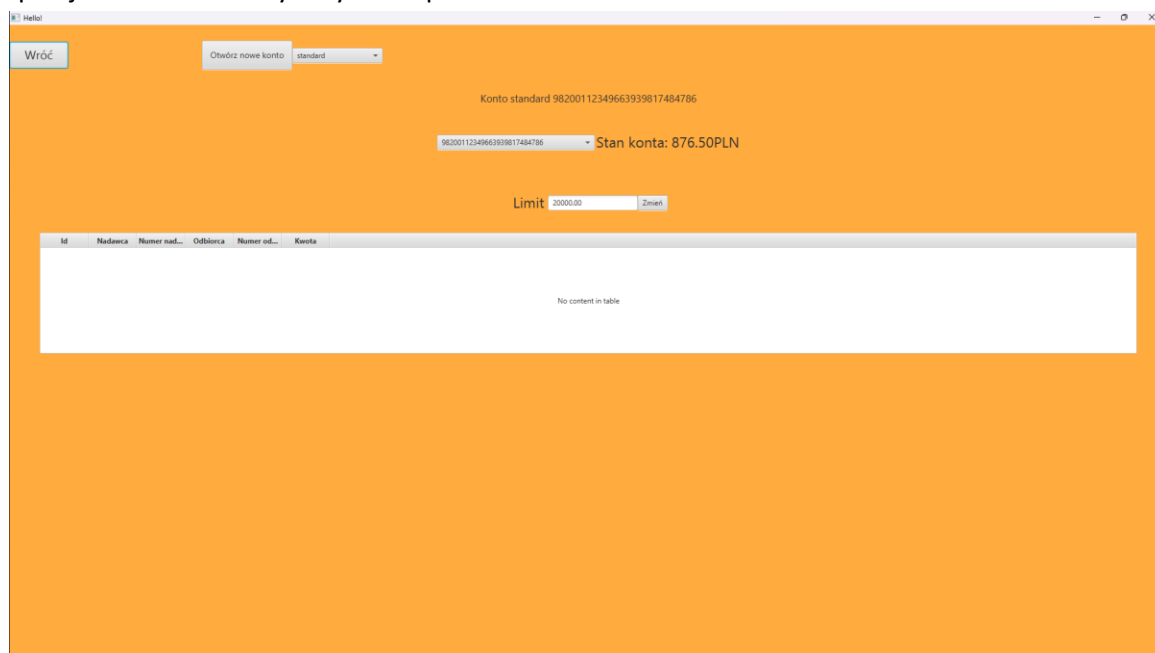 Hello!
Wróć
Otwórz nowe konto standard
Konto standard 98200112349663939817484786
98200112349663939817484786 Stan konta: 876.50PLN
Limit 20000.00 Zmień
Id Nadawca Numer nad... Odbiorca Numer od... Kwota
No content in table